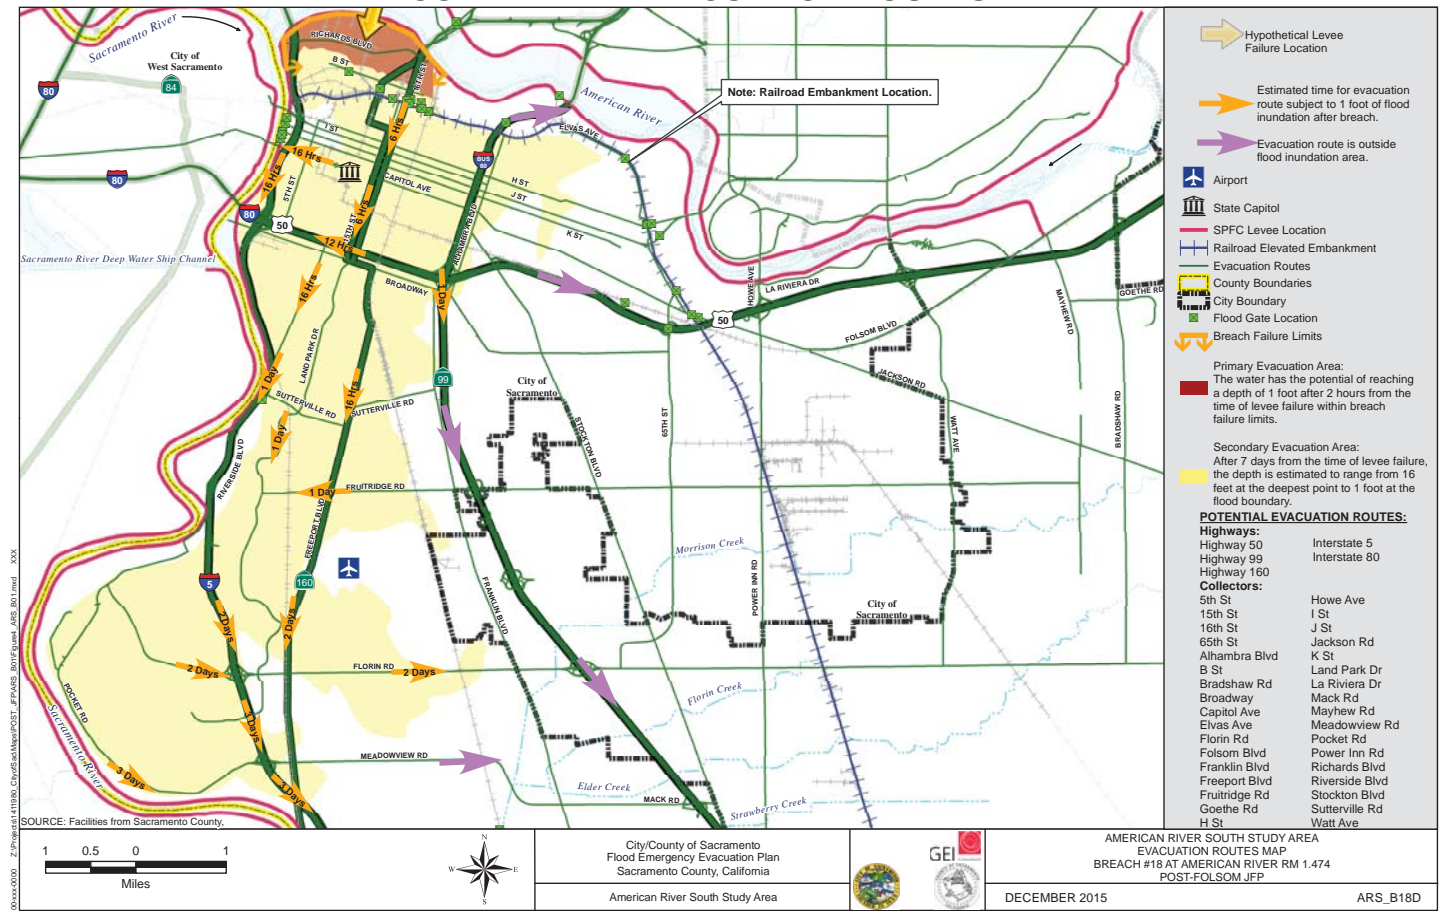 Sacramento River
City of
West Sacramento
84
80
80
80
50
RICHARDS BLVD
B ST
16TH ST
I ST
6 Hrs
16 Hrs
16 Hrs
5TH ST
CAPITOL AVE
6 Hrs
15TH ST
12 Hrs
H ST
J ST
K ST
ALHAMBRA BLVD
BUS
80
ELVAS AVE
American River
Note: Railroad Embankment Location.
Sacramento River Deep Water Ship Channel
16 Hrs
BROADWAY
1 Day
HOWE AVE
LA RIVIERA DR
50
FOLSOM BLVD
MAYHEW RD
GOETHE RD
LAND PARK DR
1 Day
16 Hrs
SUTTERVILLE RD
SUTTERVILLE RD
99
City of
Sacramento
JACKSON RD
65TH ST
STOCKTON BLVD
WATT AVE
BRADSHAW RD
1 Day
RIVERSIDE BLVD
1 Day
FRUITRIDGE RD
FREEPORT BLVD
Morrison Creek
5
160
FRANKLIN BLVD
POWER INN RD
City of
Sacramento
2 Days
2 Days
2 Days
FLORIN RD
2 Days
POCKET RD
Florin Creek
3 Days
MEADOWVIEW RD
Sacramento River
3 Days
3 Days
Elder Creek
MACK RD
Strawberry Creek
SOURCE: Facilities from Sacramento County,
Hypothetical Levee
Failure Location
Estimated time for evacuation
route subject to 1 foot of flood
inundation after breach.
Evacuation route is outside
flood inundation area.
Airport
State Capitol
SPFC Levee Location
Railroad Elevated Embankment
Evacuation Routes
County Boundaries
City Boundary
Flood Gate Location
Breach Failure Limits
Primary Evacuation Area:
The water has the potential of reaching
a depth of 1 foot after 2 hours from the
time of levee failure within breach
failure limits.
Secondary Evacuation Area:
After 7 days from the time of levee failure,
the depth is estimated to range from 16
feet at the deepest point to 1 foot at the
flood boundary.
POTENTIAL EVACUATION ROUTES:
Highways:
Highway 50 Interstate 5
Highway 99 Interstate 80
Highway 160
Collectors:
5th St Howe Ave
15th St I St
16th St J St
65th St Jackson Rd
Alhambra Blvd K St
B St Land Park Dr
Bradshaw Rd La Riviera Dr
Broadway Mack Rd
Capitol Ave Mayhew Rd
Elvas Ave Meadowview Rd
Florin Rd Pocket Rd
Folsom Blvd Power Inn Rd
Franklin Blvd Richards Blvd
Freeport Blvd Riverside Blvd
Fruitridge Rd Stockton Blvd
Goethe Rd Sutterville Rd
H St Watt Ave
1 0.5 0 1
Miles
N
W E
S
City/County of Sacramento
Flood Emergency Evacuation Plan
Sacramento County, California
American River South Study Area
GEI
AMERICAN RIVER SOUTH STUDY AREA
EVACUATION ROUTES MAP
BREACH #18 AT AMERICAN RIVER RM 1.474
POST-FOLSOM JFP
DECEMBER 2015 ARS_B18D